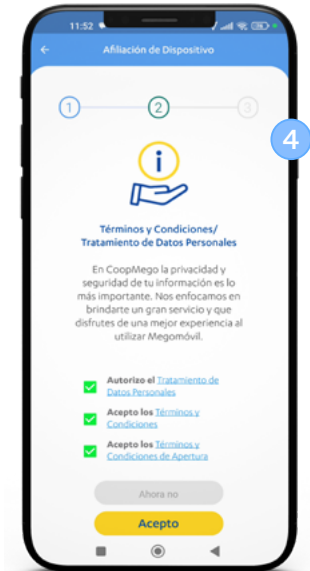 11:52
Afiliación de Dispositivo
1 2 3
4
i
Términos y Condiciones/
Tratamiento de Datos Personales
En CoopMego la privacidad y
seguridad de tu información es lo
más importante. Nos enfocamos en
brindarte un gran servicio y que
disfrutes de una mejor experiencia al
utilizar Megomóvil.
Autorizo el Tratamiento de
Datos Personales
Acepto los Términos y
Condiciones
Acepto los Términos y
Condiciones de Apertura
Ahora no
Acepto